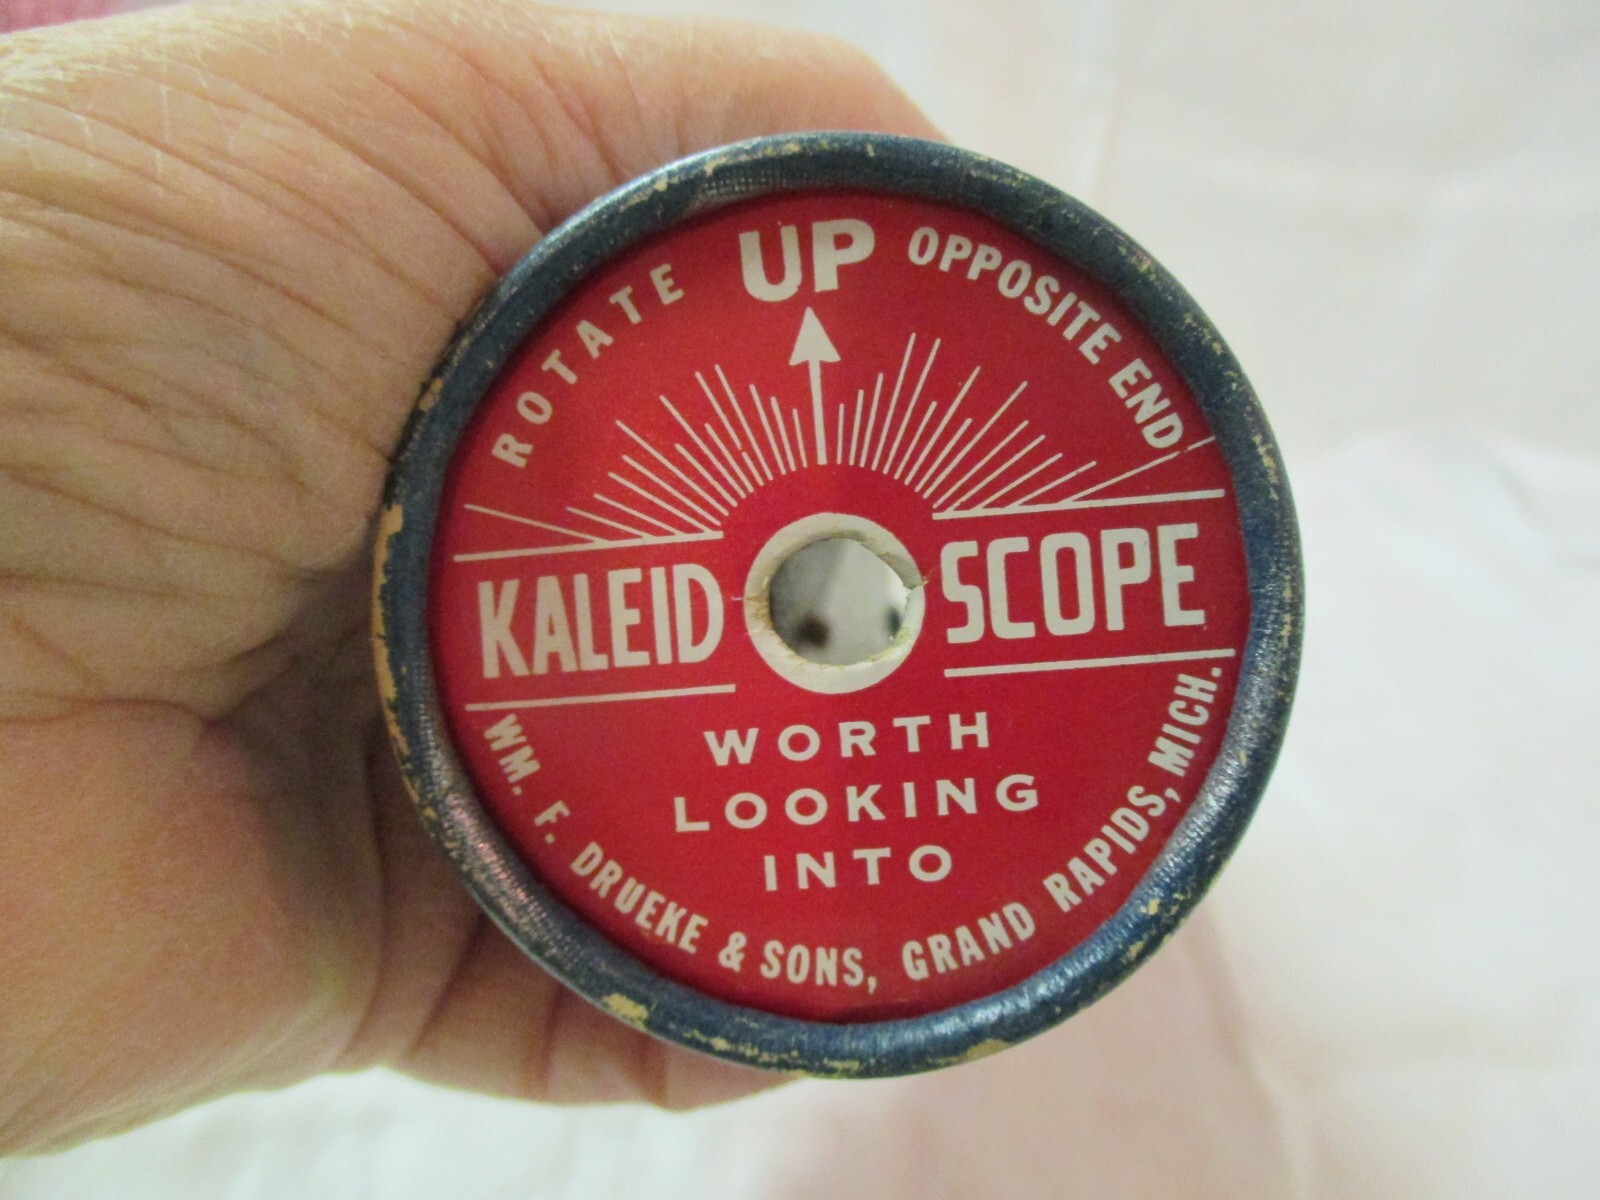 ROTATE UP OPPOSITE END
KALEID SCOPE
WORTH
LOOKING
INTO
WM. F. DRUEKE & SONS, GRAND RAPIDS, MICH.